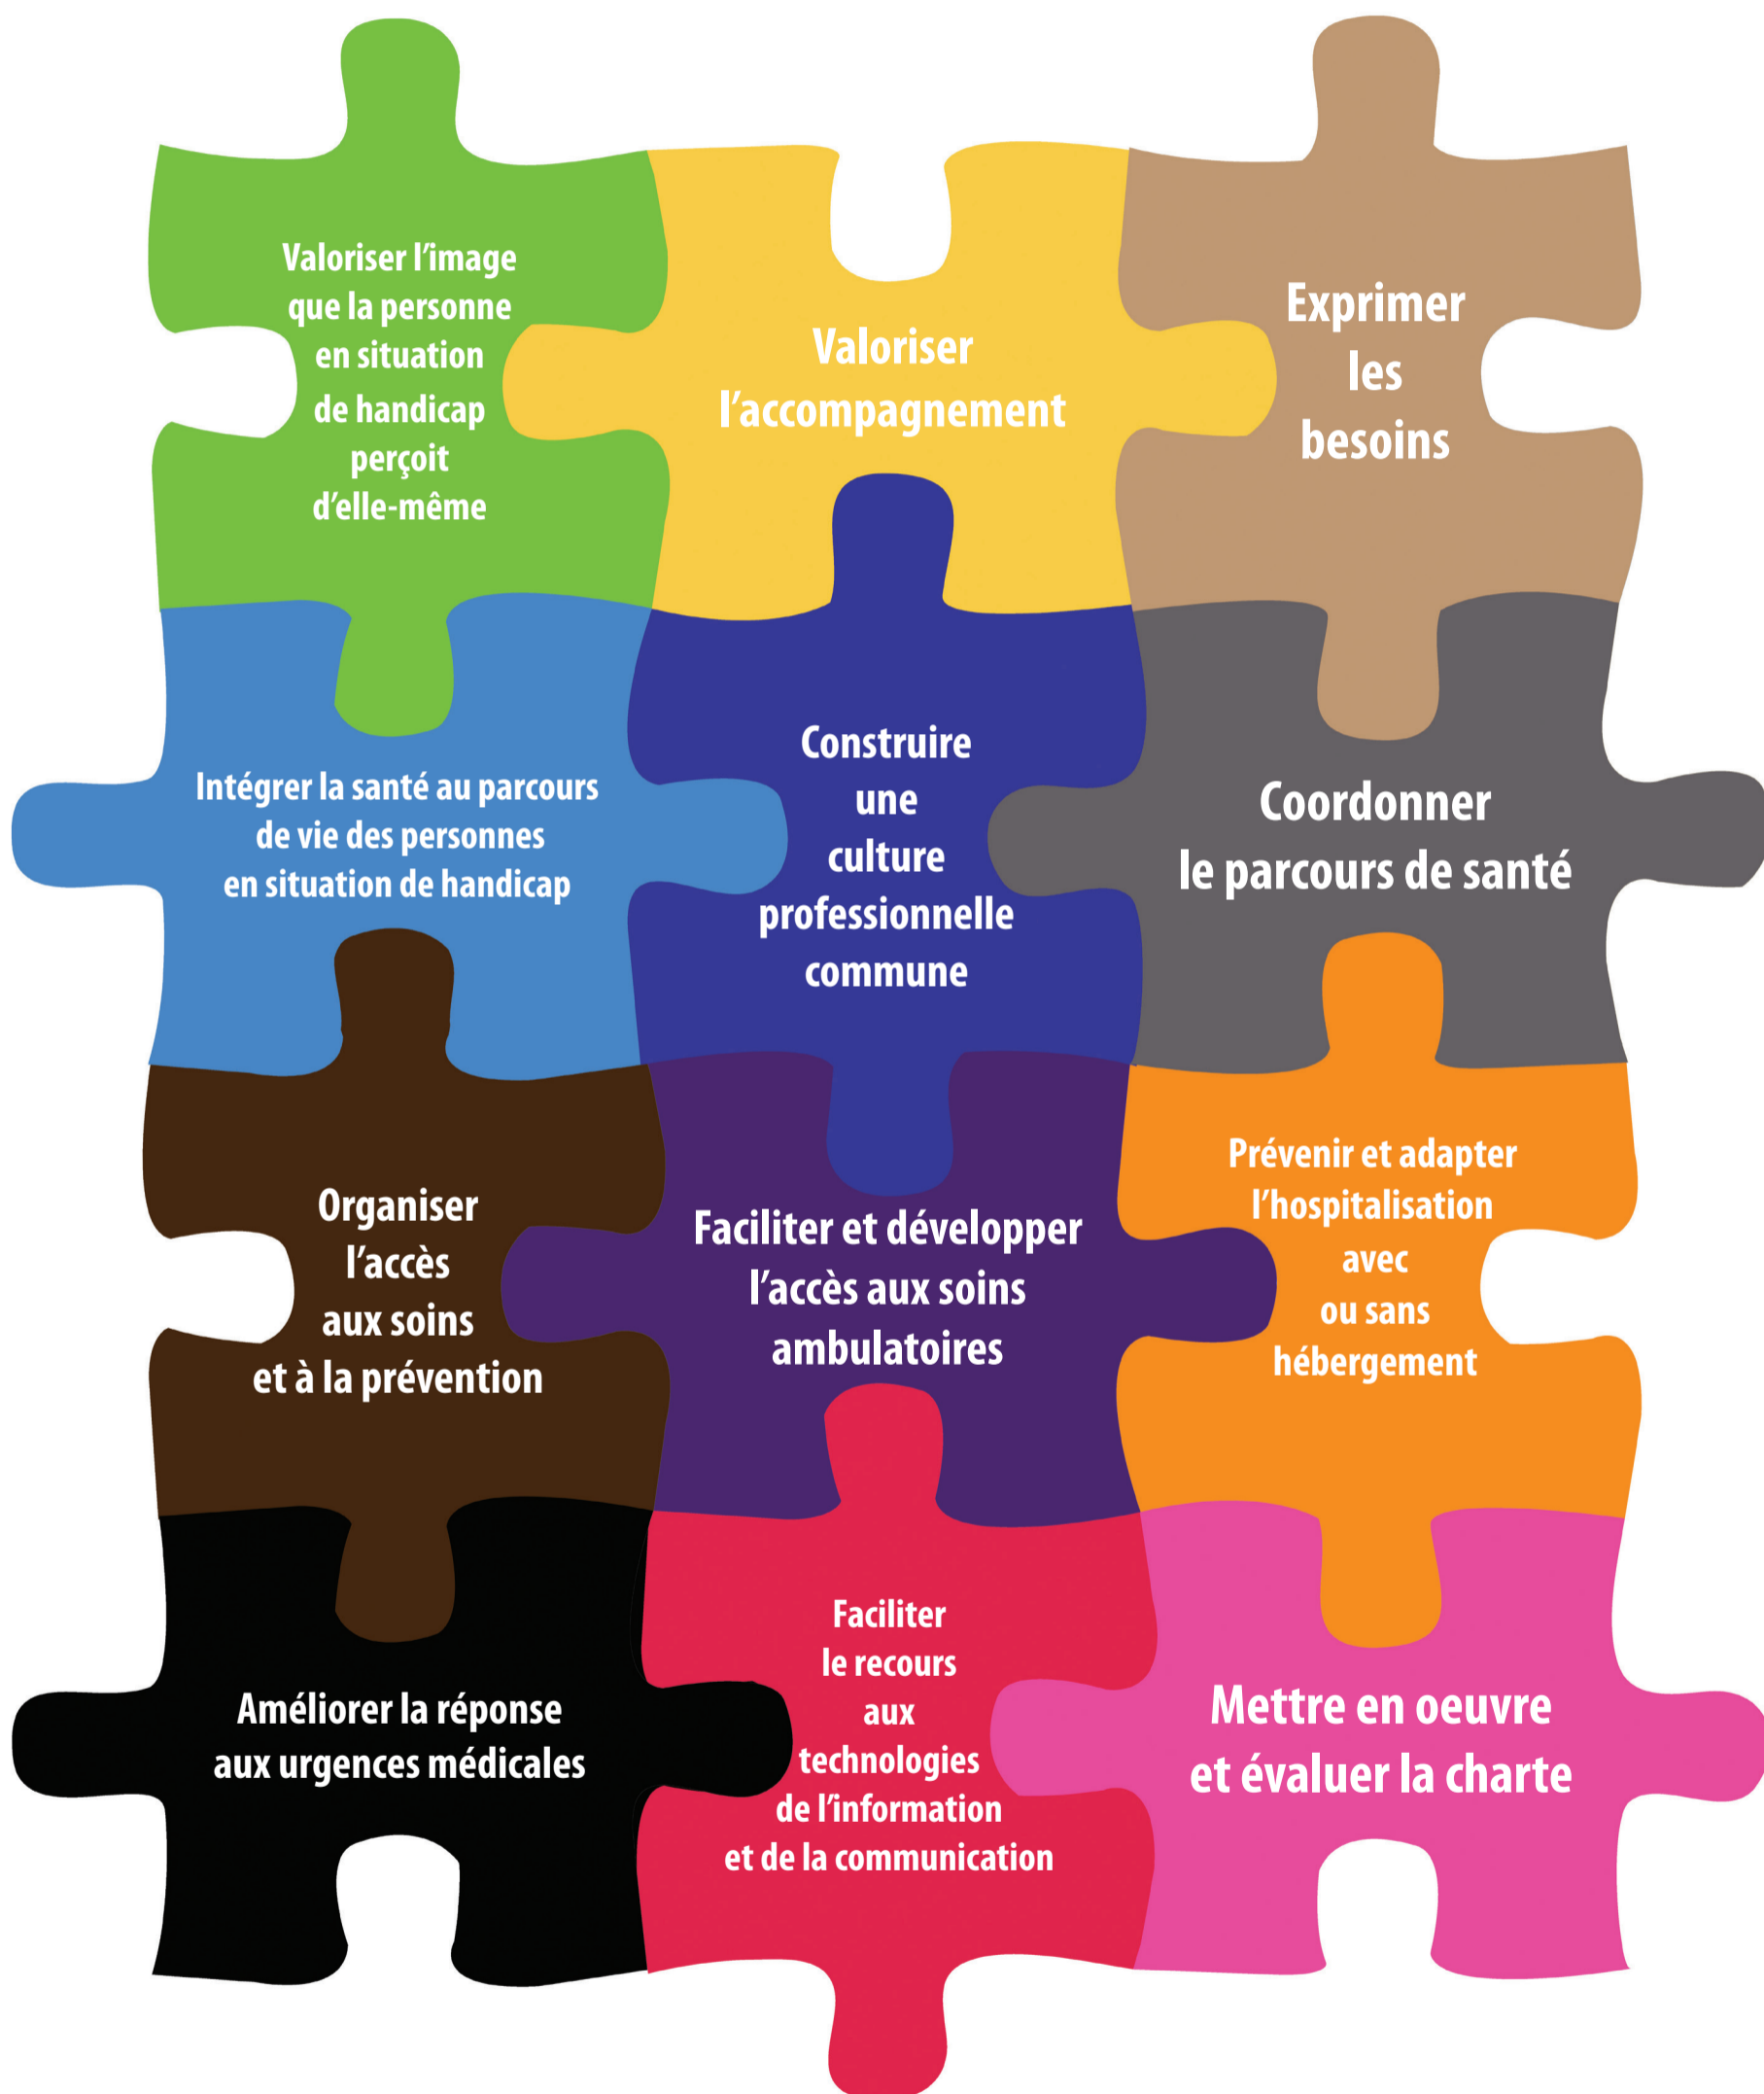 Valoriser l'image
que la personne
en situation
de handicap
perçoit
d'elle-même
Valoriser
l'accompagnement
Exprimer
les
besoins
Intégrer la santé au parcours
de vie des personnes
en situation de handicap
Construire
une
culture
professionnelle
commune
Coordonner
le parcours de santé
Organiser
l'accès
aux soins
et à la prévention
Faciliter et développer
l'accès aux soins
ambulatoires
Prévenir et adapter
l'hospitalisation
avec
ou sans
hébergement
Améliorer la réponse
aux urgences médicales
Faciliter
le recours
aux
technologies
de l'information
et de la communication
Mettre en oeuvre
et évaluer la charte